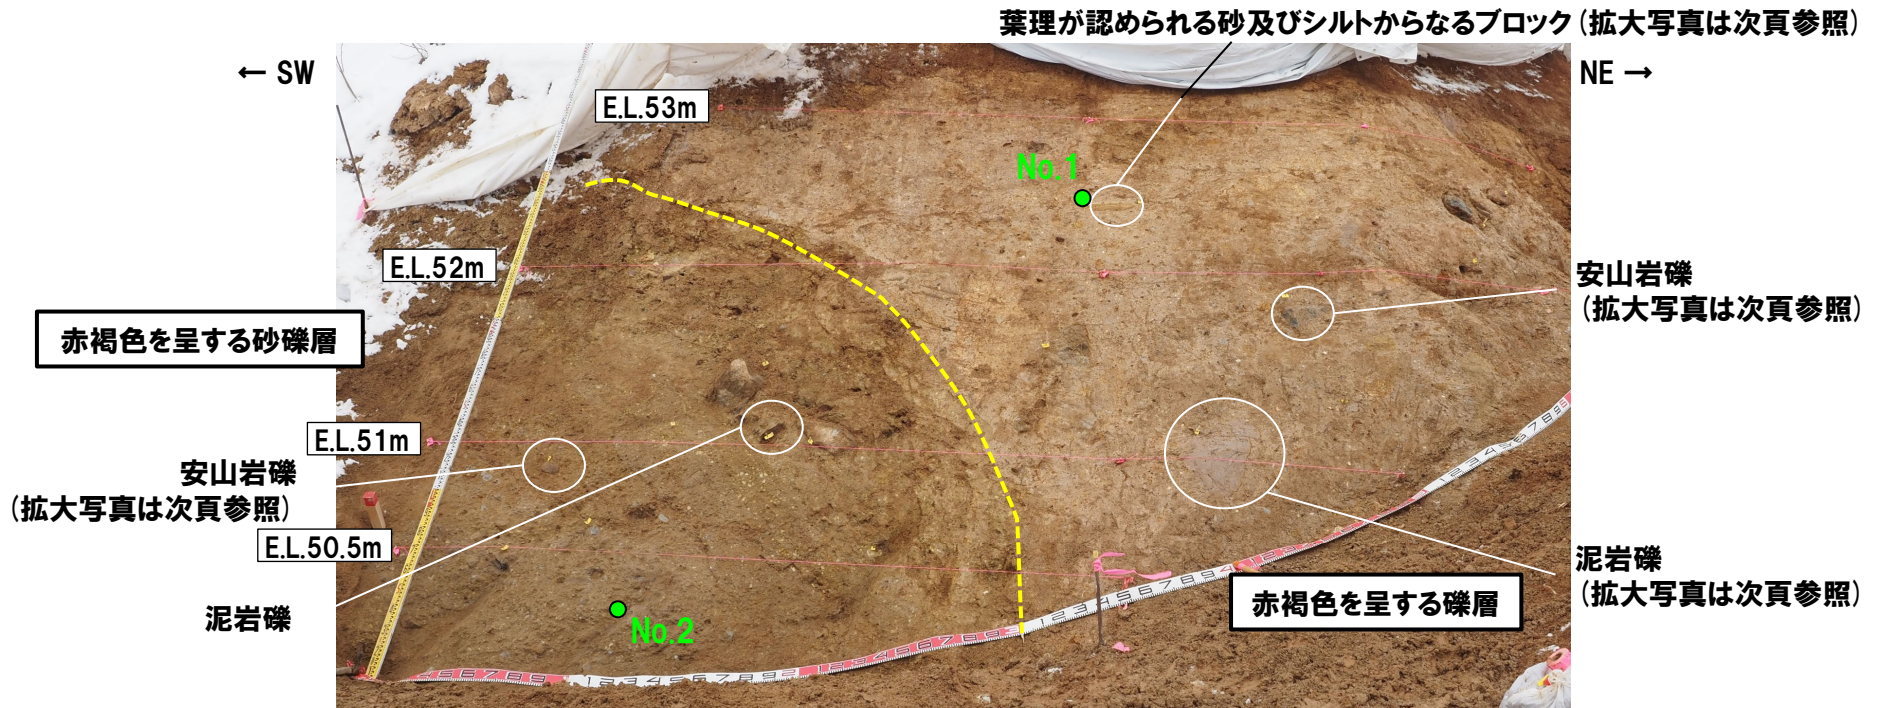 葉理が認められる砂及びシルトからなるブロック(拡大写真は次頁参照)
← SW
NE →
E.L.53m
No.1
E.L.52m
安山岩礫
(拡大写真は次頁参照)
赤褐色を呈する砂礫層
E.L.51m
安山岩礫
(拡大写真は次頁参照)
E.L.50.5m
泥岩礫
(拡大写真は次頁参照)
赤褐色を呈する礫層
泥岩礫
No.2